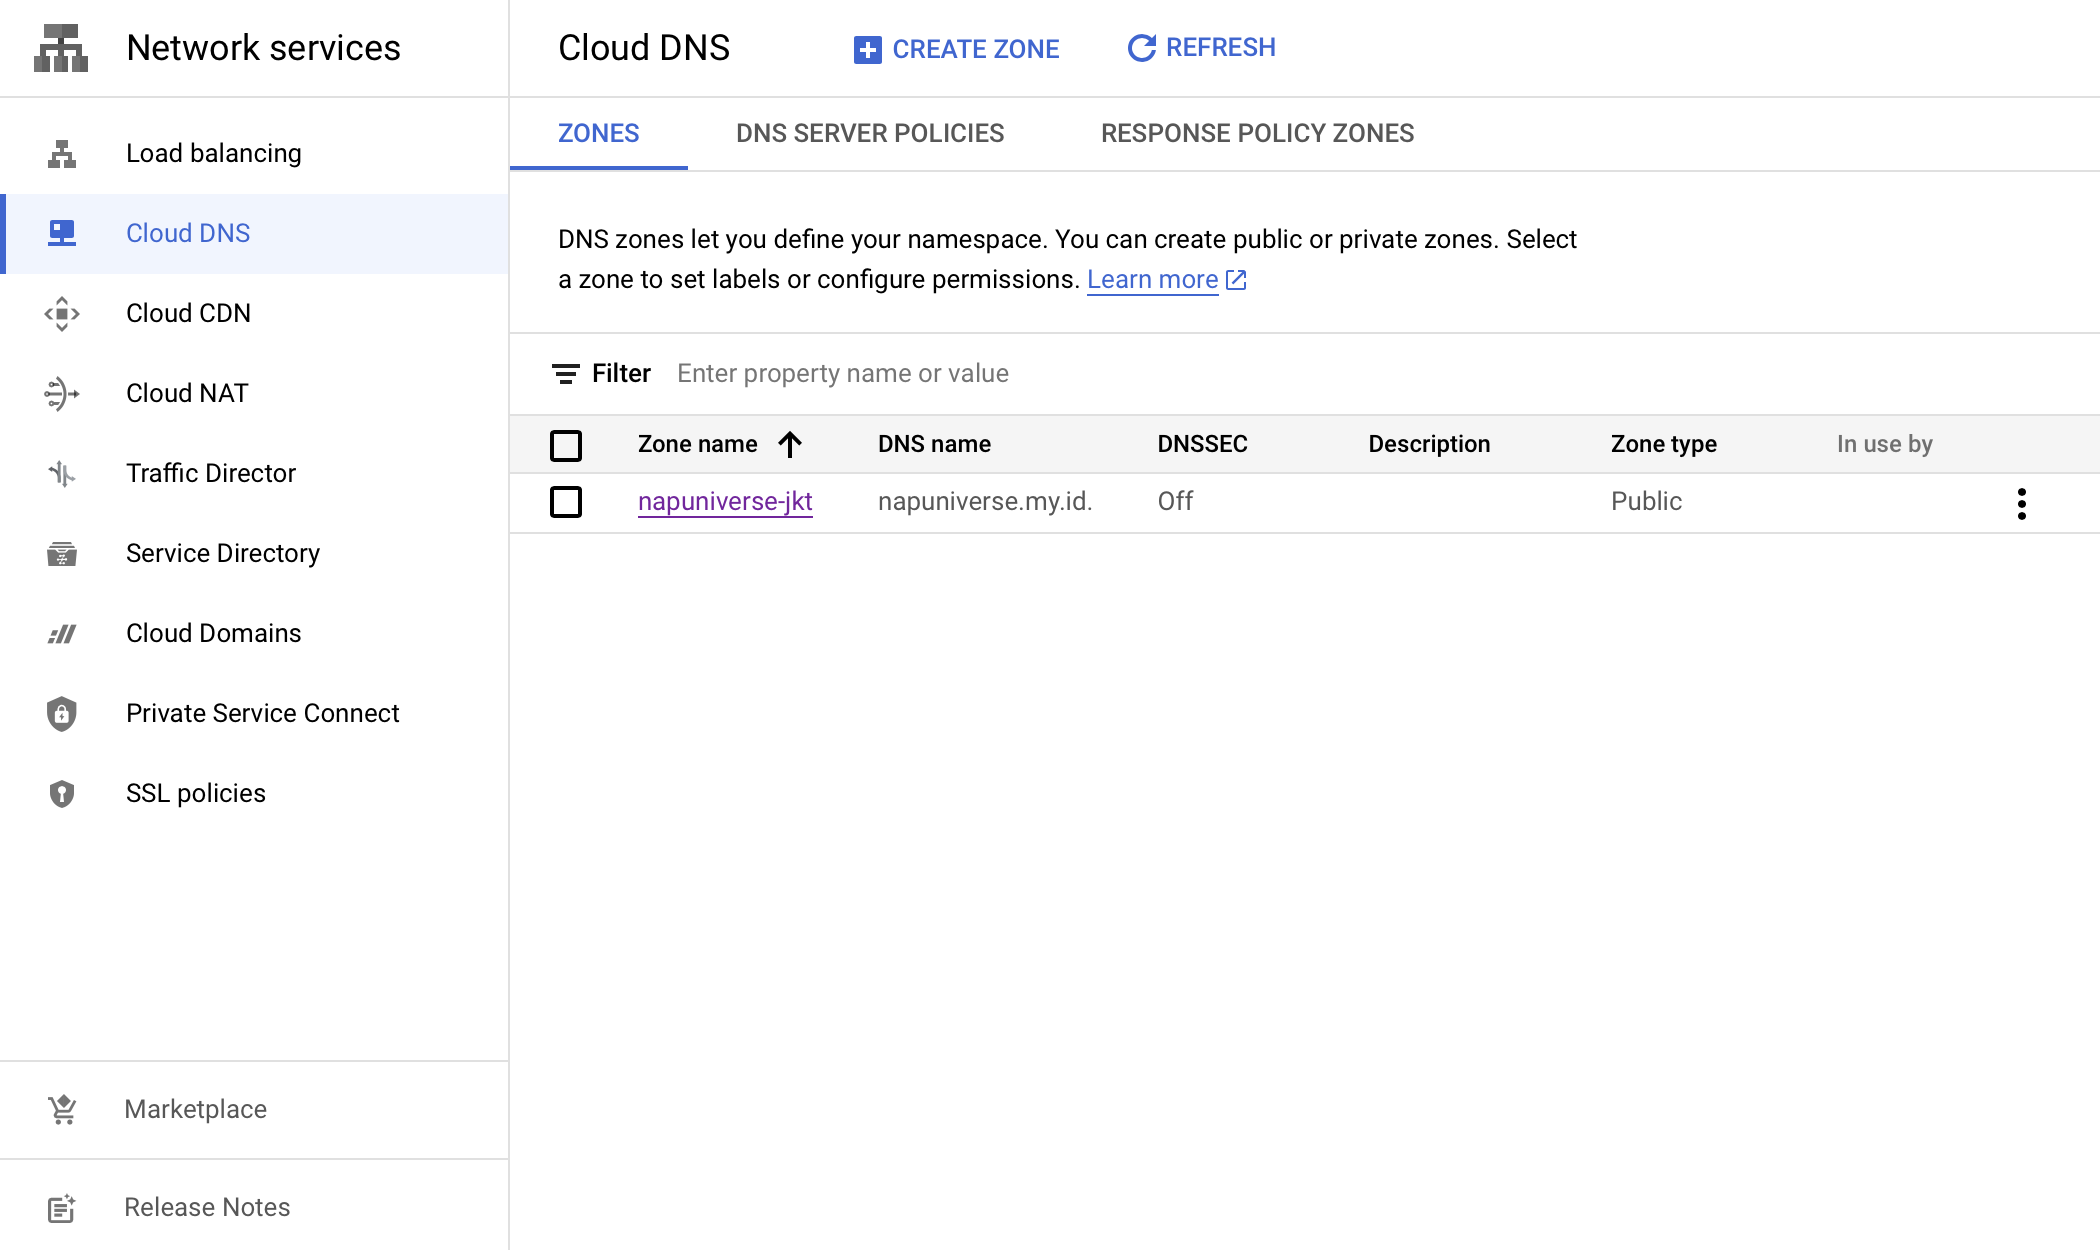 Network services
Cloud DNS
CREATE ZONE
REFRESH
Load balancing
Cloud DNS
Cloud CDN
Cloud NAT
Traffic Director
Service Directory
Cloud Domains
Private Service Connect
SSL policies
Marketplace
Release Notes
ZONES
DNS SERVER POLICIES
RESPONSE POLICY ZONES
DNS zones let you define your namespace. You can create public or private zones. Select
a zone to set labels or configure permissions. Learn more
Filter Enter property name or value
Zone name DNS name DNSSEC Description Zone type In use by
napuniverse-jkt napuniverse.my.id. Off Public